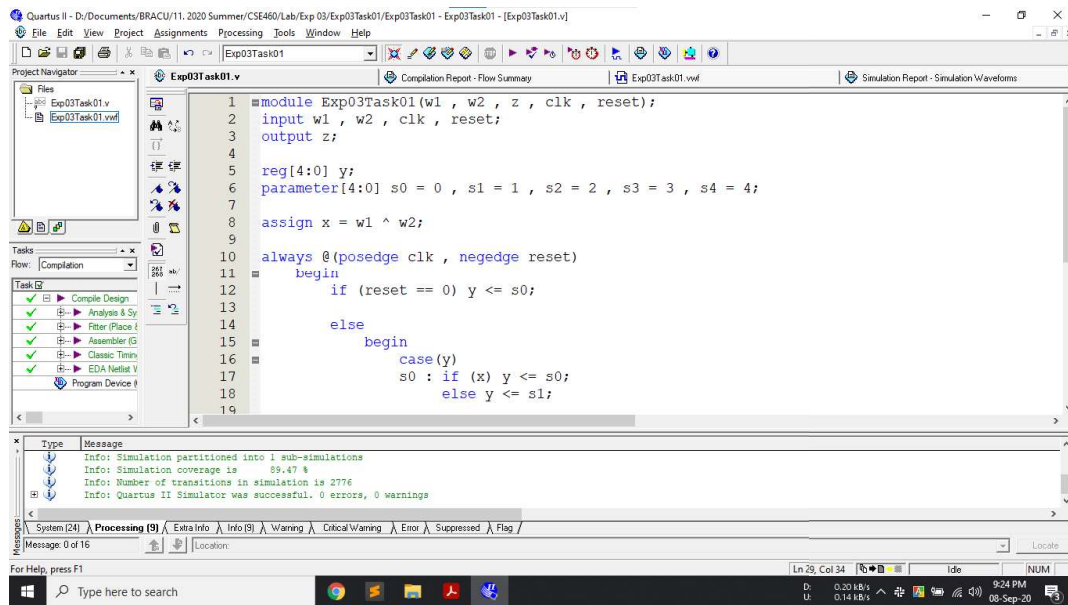 Quartus II - D:/Documents/BRACU/11. 2020 Summer/CSE460/Lab/Exp 03/Exp03Task01/Exp03Task01 - Exp03Task01 - [Exp03Task01.v]
File Edit View Project Assignments Processing Tools Window Help
Exp03Task01
Project Navigator
Files
Exp03Task01.v
Exp03Task01.vwf
Tasks
Flow: Compilation
Task
Compile Design
Analysis & Sy
Fitter (Place &
Assembler (G
Classic Timin
EDA Netlist V
Program Device (
Exp03Task01.v
Compilation Report - Flow Summary
Exp03Task01.vwf
Simulation Report - Simulation Waveforms
267
268
ab/
1 module Exp03Task01(w1 , w2 , z , clk , reset);
2 input w1 , w2 , clk , reset;
3 output z;
4
5 reg[4:0] y;
6 parameter[4:0] s0 = 0 , s1 = 1 , s2 = 2 , s3 = 3 , s4 = 4;
7
8 assign x = w1 ^ w2;
9
10 always @(posedge clk , negedge reset)
11 begin
12 if (reset == 0) y <= s0;
13
14 else
15 begin
16 case(y)
17 s0 : if (x) y <= s0;
18 else y <= s1;
19
Messages
Type Message
Info: Simulation partitioned into 1 sub-simulations
Info: Simulation coverage is 89.47 %
Info: Number of transitions in simulation is 2776
Info: Quartus II Simulator was successful. 0 errors, 0 warnings
System (24) Processing (9) Extra Info Info (9) Warning Critical Warning Error Suppressed Flag
Message: 0 of 16 Location: Locate
For Help, press F1 Ln 29, Col 34 Idle NUM
Type here to search
D: 0.20 kB/s
U: 0.14 kB/s
9:24 PM
08-Sep-20
3